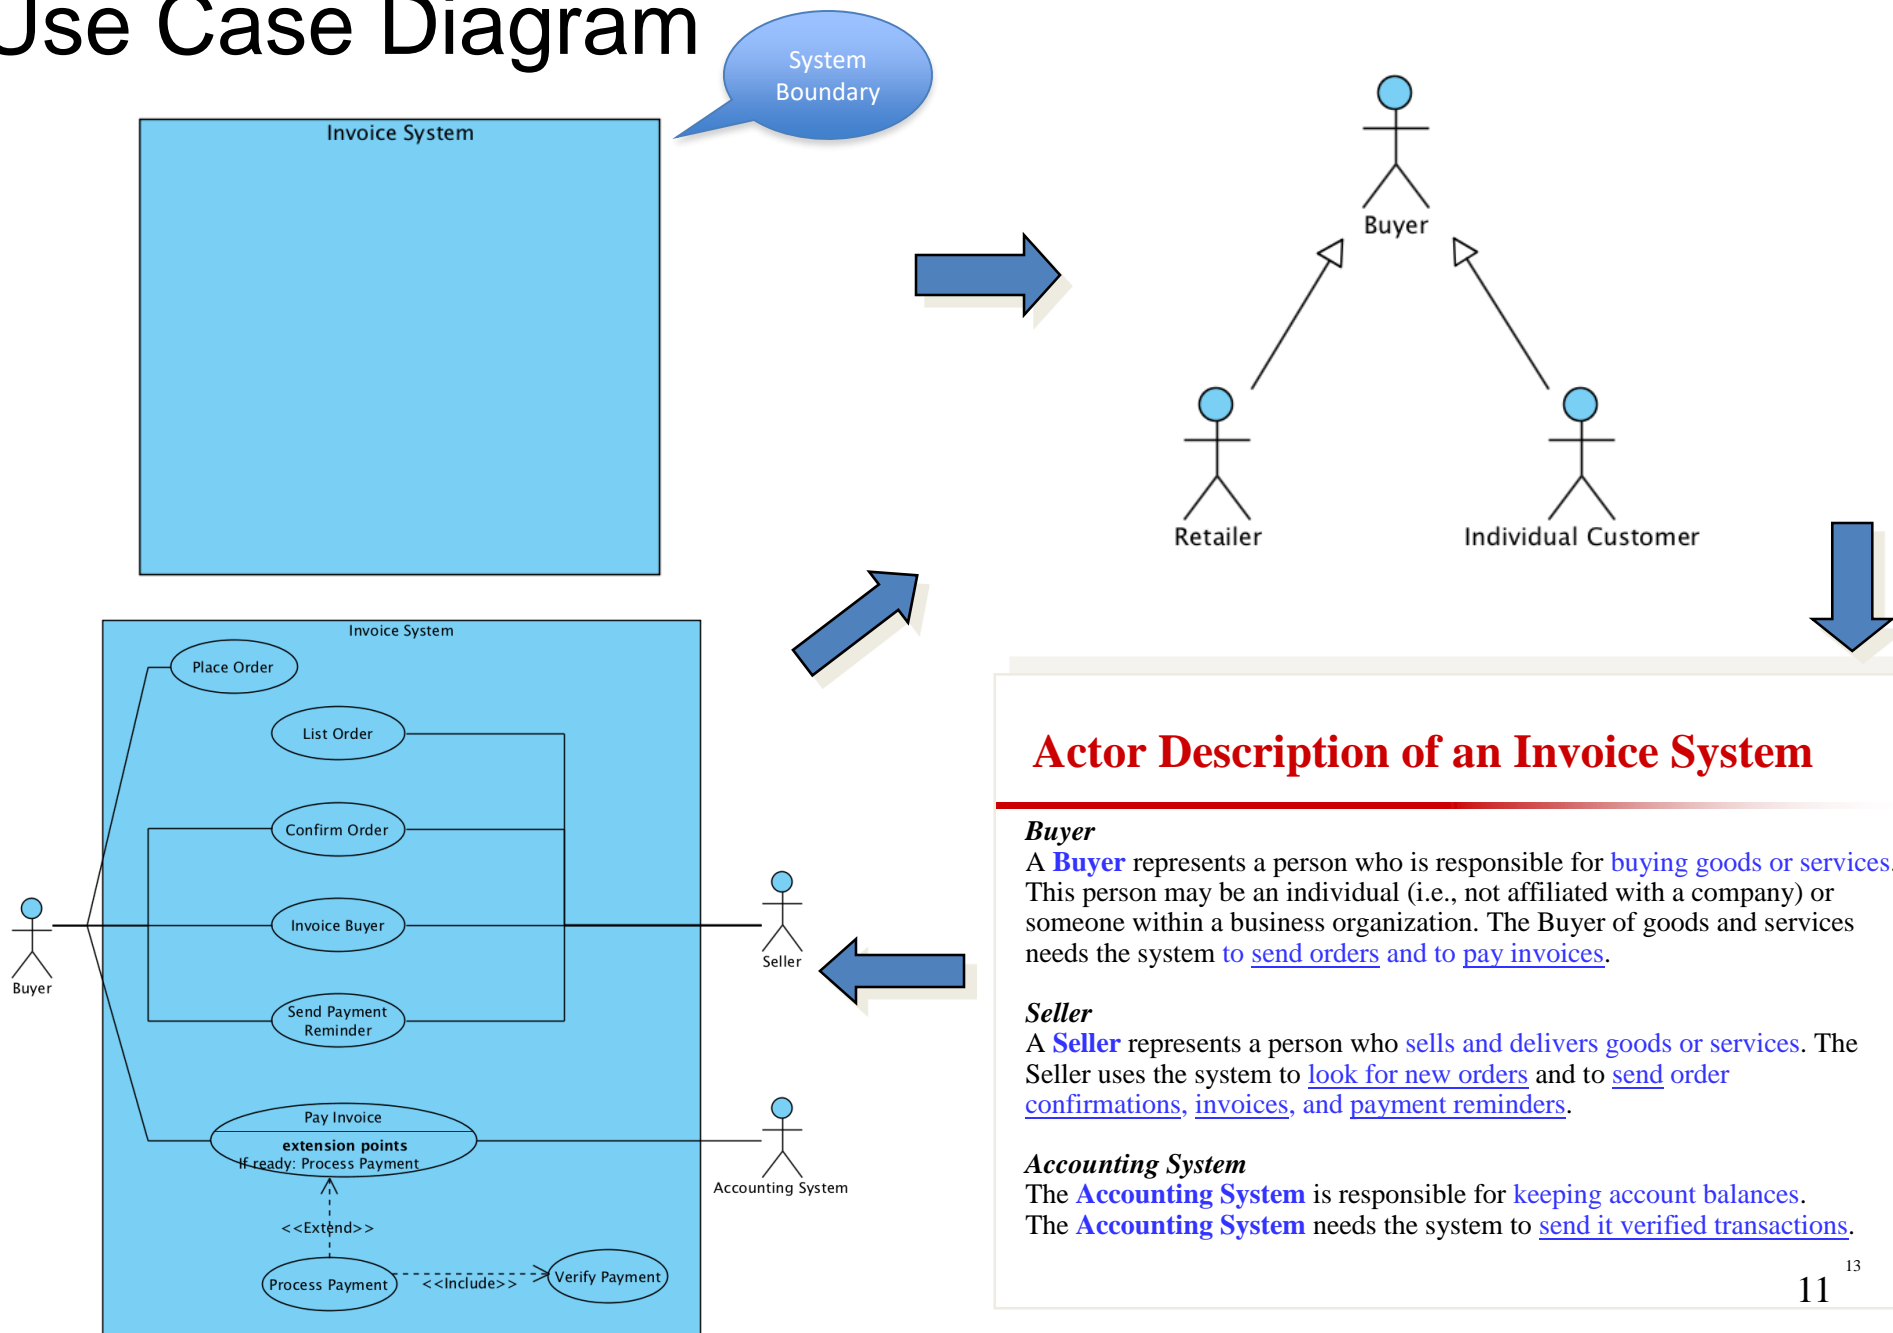 Use Case Diagram
System
Boundary
Invoice System
Buyer
Retailer
Individual Customer
Invoice System
Place Order
List Order
Confirm Order
Invoice Buyer
Send Payment
Reminder
Pay Invoice
extension points
If ready: Process Payment
<<Extend>>
Process Payment
<<Include>>
Verify Payment
Buyer
Seller
Accounting System
Actor Description of an Invoice System
Buyer
A Buyer represents a person who is responsible for buying goods or services.
This person may be an individual (i.e., not affiliated with a company) or
someone within a business organization. The Buyer of goods and services
needs the system to send orders and to pay invoices.
Seller
A Seller represents a person who sells and delivers goods or services. The
Seller uses the system to look for new orders and to send order
confirmations, invoices, and payment reminders.
Accounting System
The Accounting System is responsible for keeping account balances.
The Accounting System needs the system to send it verified transactions.
13
11